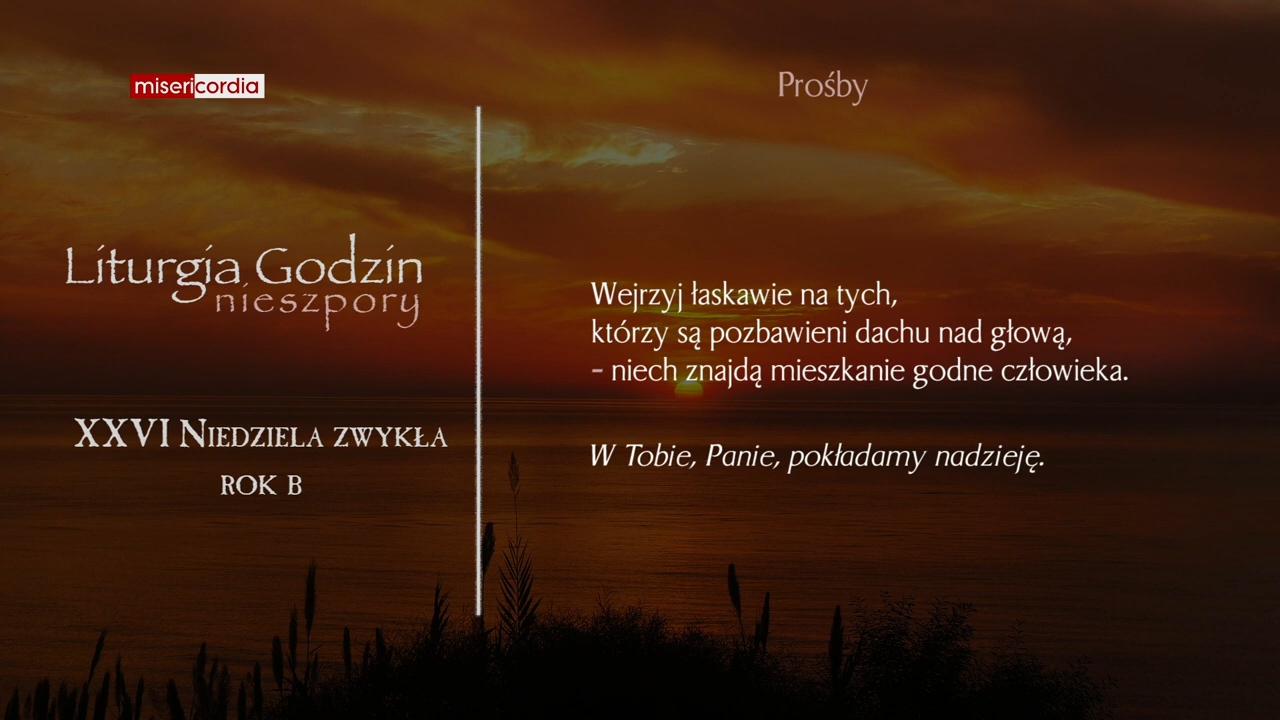 misericordia
Liturgia Godzin
nieszpory
XXVI Niedziela zwykła
rok B
Prośby
Wejrzyj łaskawie na tych,
którzy są pozbawieni dachu nad głową,
- niech znajdą mieszkanie godne człowieka.
W Tobie, Panie, pokładamy nadzieję.